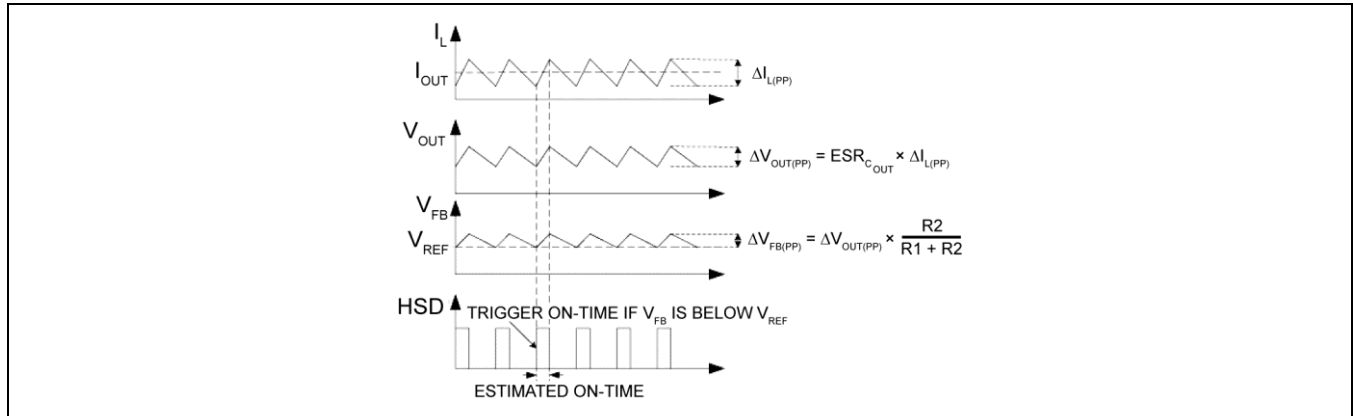 I_L
I_OUT
ΔI_L(PP)
V_OUT
ΔV_OUT(PP) = ESR_C_OUT × ΔI_L(PP)
V_FB
V_REF
ΔV_FB(PP) = ΔV_OUT(PP) × R2 / R1 + R2
HSD
TRIGGER ON-TIME IF V_FB IS BELOW V_REF
ESTIMATED ON-TIME